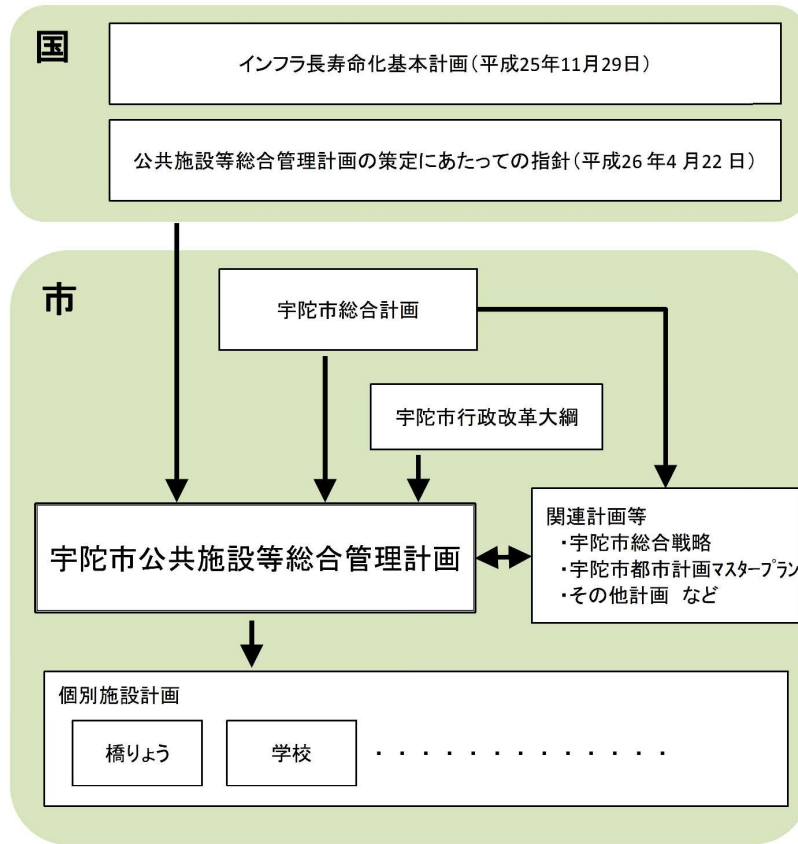 国
インフラ長寿命化基本計画（平成25年11月29日）
公共施設等総合管理計画の策定にあたっての指針（平成26年4月22日）
市
宇陀市総合計画
宇陀市行政改革大綱
宇陀市公共施設等総合管理計画
関連計画等
・宇陀市総合戦略
・宇陀市都市計画マスタープラン
・その他計画 など
個別施設計画
橋りょう
学校
・・・・・・・・・・・・・